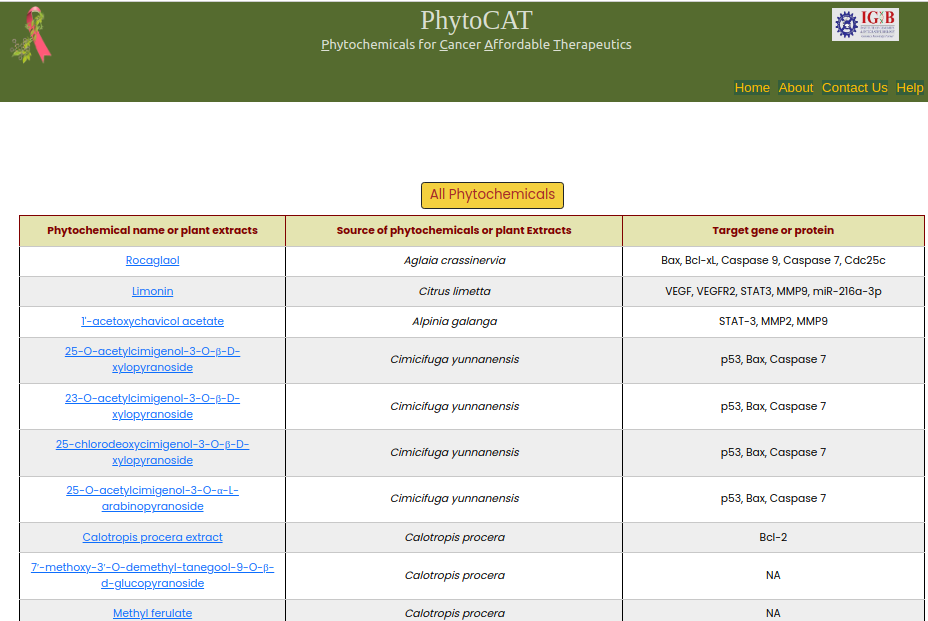 PhytoCAT
Phytochemicals for Cancer Affordable Therapeutics
IGIB
Home About Contact Us Help
All Phytochemicals
Phytochemical name or plant extracts Source of phytochemicals or plant Extracts Target gene or protein
Rocaglaol Aglaia crassinervia Bax, Bcl-xL, Caspase 9, Caspase 7, Cdc25c
Limonin Citrus limetta VEGF, VEGFR2, STAT3, MMP9, miR-216a-3p
1'-acetoxychavicol acetate Alpinia galanga STAT-3, MMP2, MMP9
25-O-acetylcimigenol-3-O-β-D-
xylopyranoside Cimicifuga yunnanensis p53, Bax, Caspase 7
23-O-acetylcimigenol-3-O-β-D-
xylopyranoside Cimicifuga yunnanensis p53, Bax, Caspase 7
25-chlorodeoxycimigenol-3-O-β-D-
xylopyranoside Cimicifuga yunnanensis p53, Bax, Caspase 7
25-O-acetylcimigenol-3-O-α-L-
arabinopyranoside Cimicifuga yunnanensis p53, Bax, Caspase 7
Calotropis procera extract Calotropis procera Bcl-2
7'-methoxy-3'-O-demethyl-tanegool-9-O-β-
d-glucopyranoside Calotropis procera NA
Methyl ferulate Calotropis procera NA